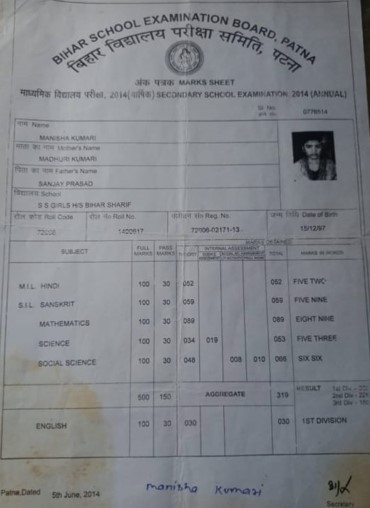 BIHAR SCHOOL EXAMINATION BOARD, PATNA
बिहार विद्यालय परीक्षा समिति, पटना
अंक पत्रक MARKS SHEET
माध्यमिक विद्यालय परीक्षा, 2014 (वार्षिक) SECONDARY SCHOOL EXAMINATION, 2014 (ANNUAL)
नाम Name
MANISHA KUMARI
माता का नाम Mother's Name
MADHURI KUMARI
पिता का नाम Father's Name
SANJAY PRASAD
विद्यालय School
S S GIRLS H/S BIHAR SHARIF
रौल कोड Roll Code रौल नं० Roll No. Reg. No. जन्म तिथि Date of Birth
72006-02171-13 15/12/97
SUBJECT FULL MARKS PASS MARKS INTERNAL ASSESSMENT TOTAL MARKS IN WORDS
M.I.L. HINDI 100 30 052 052 FIVE TWO
S.I.L. SANSKRIT 100 30 059 059 FIVE NINE
MATHEMATICS 100 30 089 089 EIGHT NINE
SCIENCE 100 30 034 019 053 FIVE THREE
SOCIAL SCIENCE 100 30 048 008 010 066 SIX SIX
500 150 AGGREGATE 319 RESULT
ENGLISH 100 30 030 030 1ST DIVISION
Patna,Dated 5th June, 2014 manisha kumari
Secretary